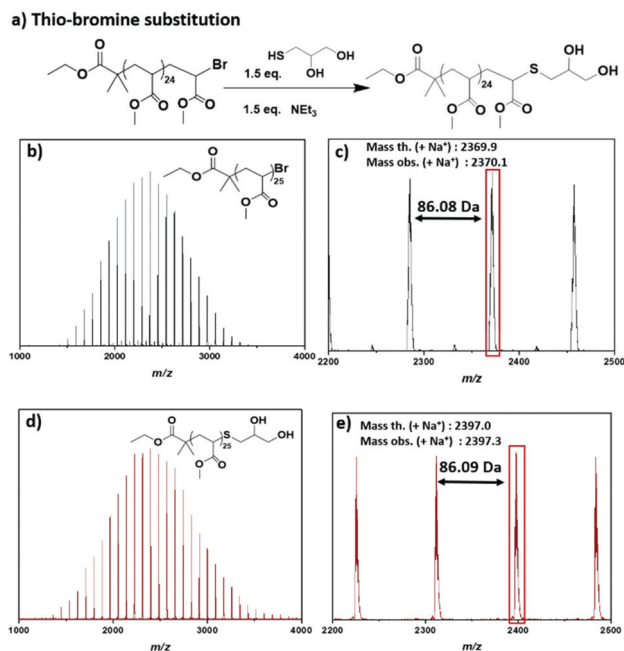 a) Thio-bromine substitution
O
O
24
Br
O
O
O
O
HS
OH
OH
1.5 eq.
1.5 eq. NEt3
O
O
24
S
OH
OH
O
O
O
O
b)
O
O
Br
25
O
O
1000 2000 3000 4000
m/z
c)
Mass th. (+ Na⁺) : 2369.9
Mass obs. (+ Na⁺) : 2370.1
86.08 Da
2200 2300 2400 2500
m/z
d)
O
O
S
25
OH
OH
O
O
1000 2000 3000 4000
m/z
e)
Mass th. (+ Na⁺) : 2397.0
Mass obs. (+ Na⁺) : 2397.3
86.09 Da
2200 2300 2400 2500
m/z